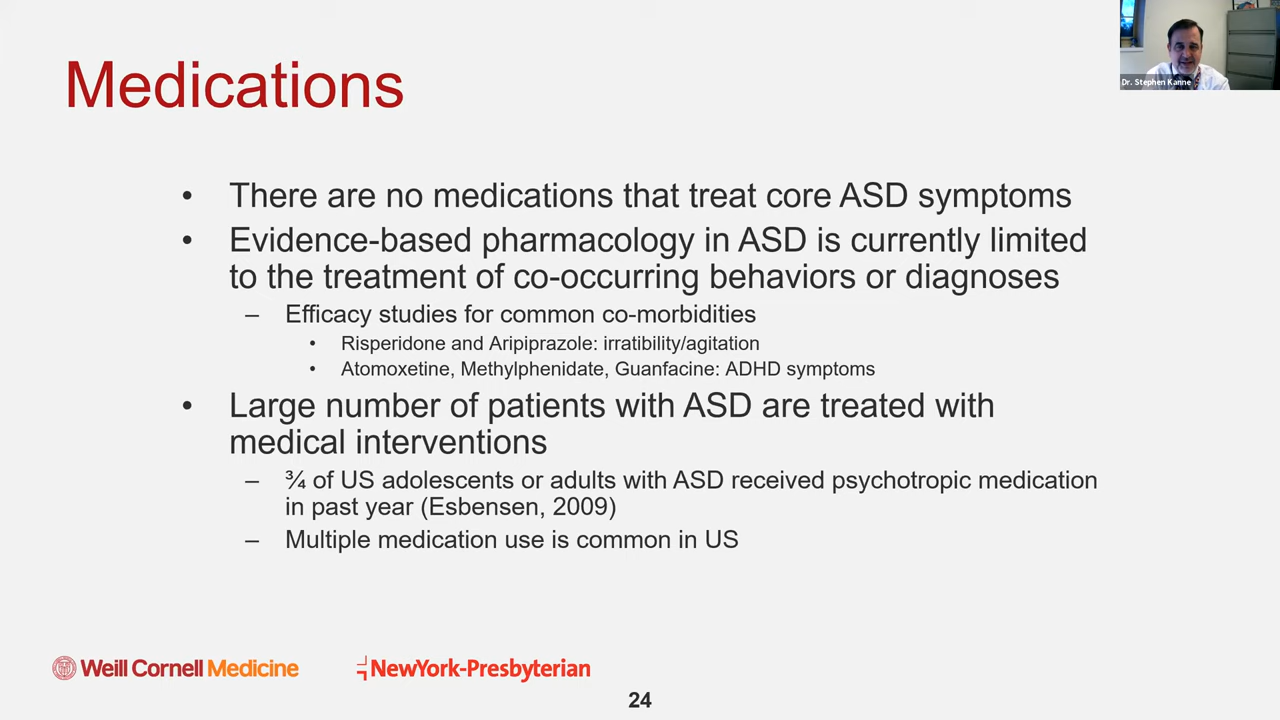 Medications
Dr. Stephen Kanne
• There are no medications that treat core ASD symptoms
• Evidence-based pharmacology in ASD is currently limited
to the treatment of co-occurring behaviors or diagnoses
– Efficacy studies for common co-morbidities
• Risperidone and Aripiprazole: irratibility/agitation
• Atomoxetine, Methylphenidate, Guanfacine: ADHD symptoms
• Large number of patients with ASD are treated with
medical interventions
– ¾ of US adolescents or adults with ASD received psychotropic medication
in past year (Esbensen, 2009)
– Multiple medication use is common in US
Weill Cornell Medicine
NewYork-Presbyterian
24